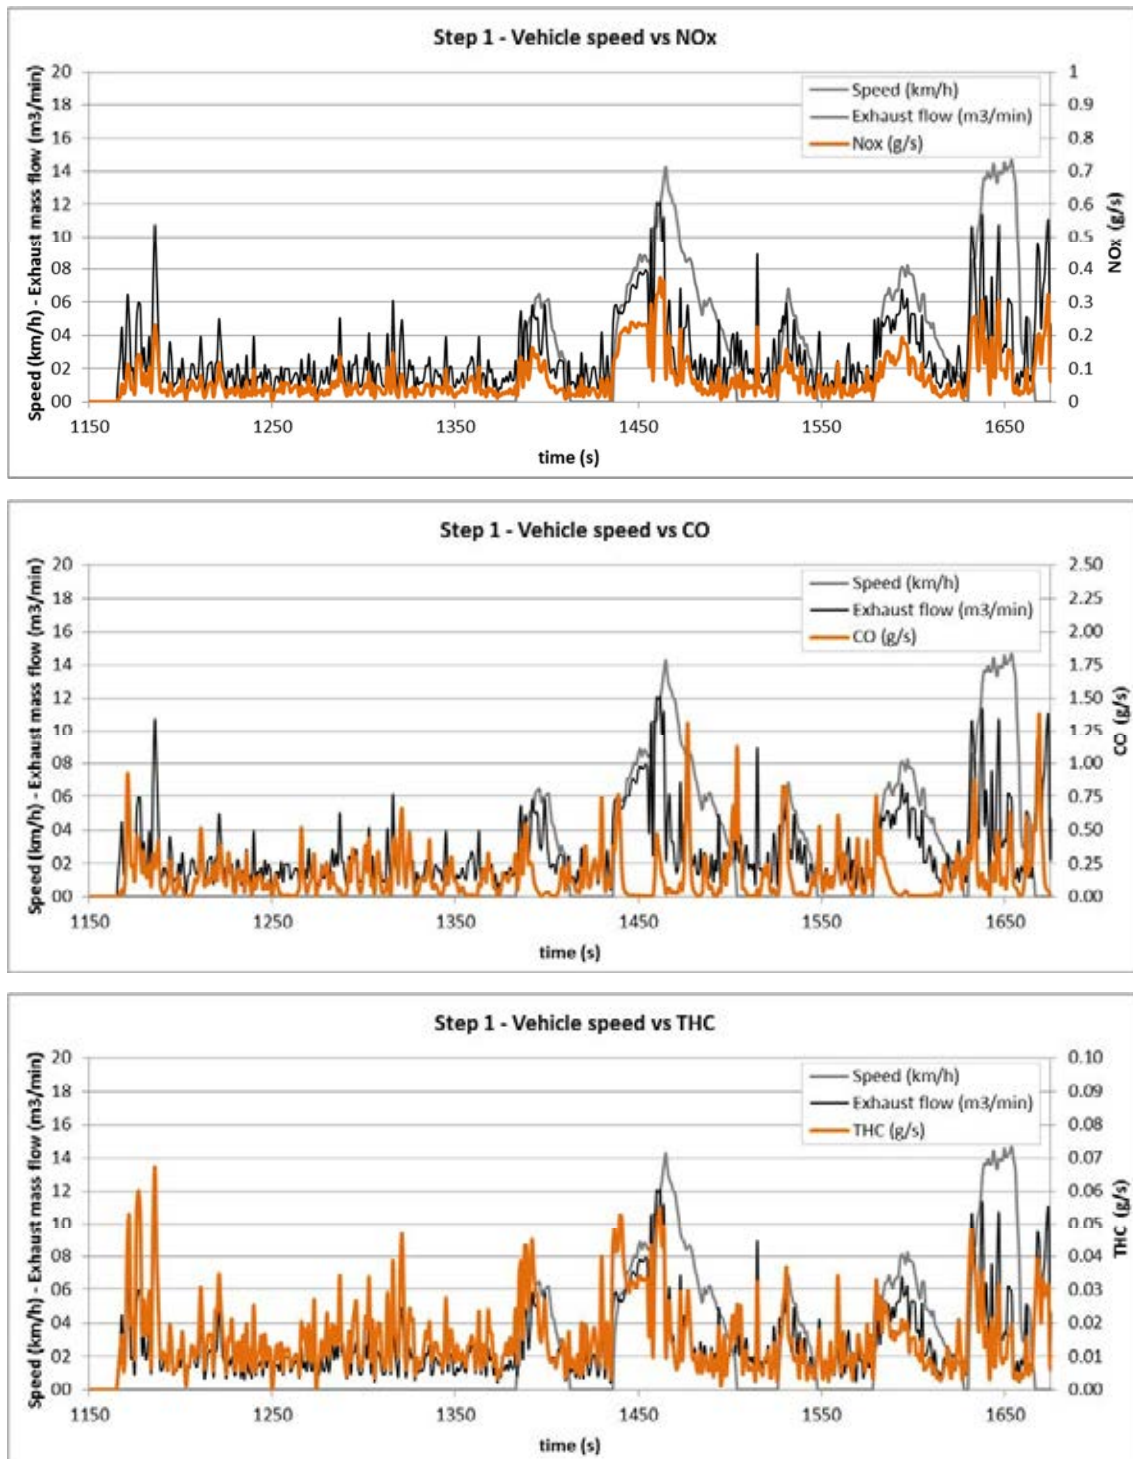 Step 1 - Vehicle speed vs NOx
Speed (km/h) - Exhaust mass flow (m3/min)
20
18
16
14
12
10
08
06
04
02
00
Speed (km/h)
Exhaust flow (m3/min)
Nox (g/s)
1
0.9
0.8
0.7
0.6
0.5
0.4
0.3
0.2
0.1
0
NOx (g/s)
1150 1250 1350 1450 1550 1650
time (s)
Step 1 - Vehicle speed vs CO
Speed (km/h) - Exhaust mass flow (m3/min)
20
18
16
14
12
10
08
06
04
02
00
Speed (km/h)
Exhaust flow (m3/min)
CO (g/s)
2.50
2.25
2.00
1.75
1.50
1.25
1.00
0.75
0.50
0.25
0.00
CO (g/s)
1150 1250 1350 1450 1550 1650
time (s)
Step 1 - Vehicle speed vs THC
Speed (km/h) - Exhaust mass flow (m3/min)
20
18
16
14
12
10
08
06
04
02
00
Speed (km/h)
Exhaust flow (m3/min)
THC (g/s)
0.10
0.09
0.08
0.07
0.06
0.05
0.04
0.03
0.02
0.01
0.00
THC (g/s)
1150 1250 1350 1450 1550 1650
time (s)